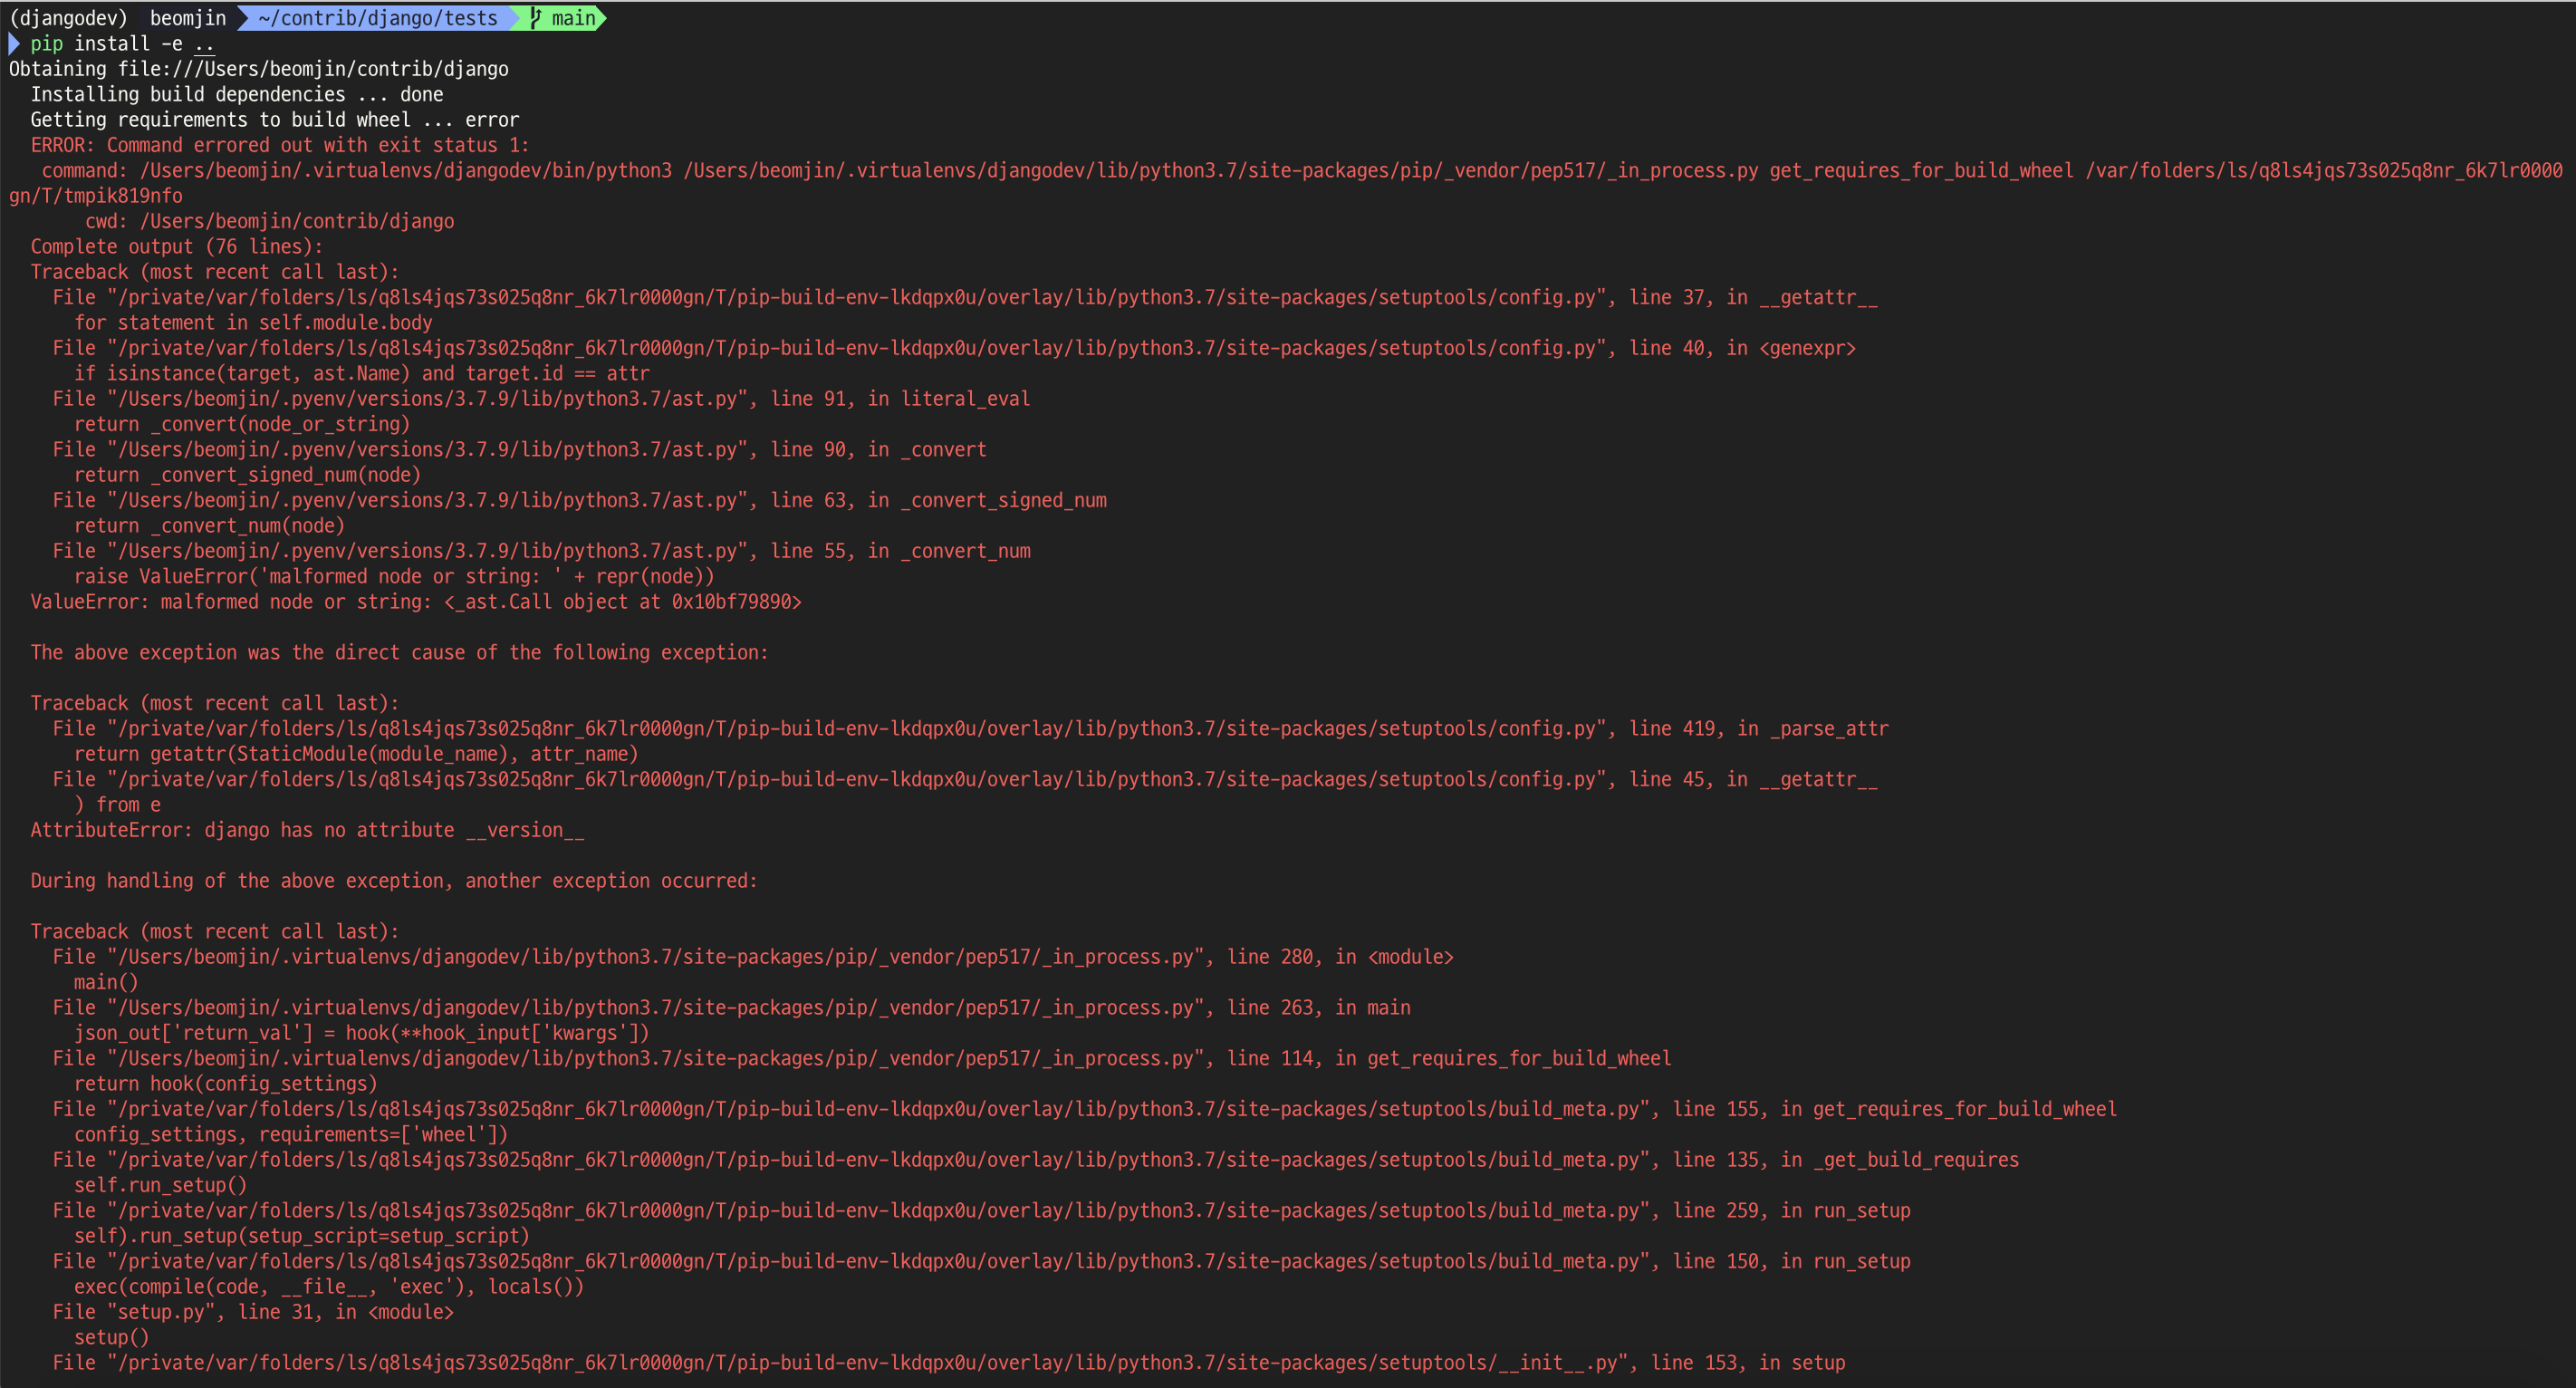 (djangodev) beomjin ~/contrib/django/tests main
pip install -e ..
Obtaining file:///Users/beomjin/contrib/django
  Installing build dependencies ... done
  Getting requirements to build wheel ... error
  ERROR: Command errored out with exit status 1:
   command: /Users/beomjin/.virtualenvs/djangodev/bin/python3 /Users/beomjin/.virtualenvs/djangodev/lib/python3.7/site-packages/pip/_vendor/pep517/_in_process.py get_requires_for_build_wheel /var/folders/ls/q8ls4jqs73s025q8nr_6k7lr0000
gn/T/tmpik819nfo
       cwd: /Users/beomjin/contrib/django
  Complete output (76 lines):
  Traceback (most recent call last):
    File "/private/var/folders/ls/q8ls4jqs73s025q8nr_6k7lr0000gn/T/pip-build-env-lkdqpx0u/overlay/lib/python3.7/site-packages/setuptools/config.py", line 37, in __getattr__
      for statement in self.module.body
    File "/private/var/folders/ls/q8ls4jqs73s025q8nr_6k7lr0000gn/T/pip-build-env-lkdqpx0u/overlay/lib/python3.7/site-packages/setuptools/config.py", line 40, in <genexpr>
      if isinstance(target, ast.Name) and target.id == attr
    File "/Users/beomjin/.pyenv/versions/3.7.9/lib/python3.7/ast.py", line 91, in literal_eval
      return _convert(node_or_string)
    File "/Users/beomjin/.pyenv/versions/3.7.9/lib/python3.7/ast.py", line 90, in _convert
      return _convert_signed_num(node)
    File "/Users/beomjin/.pyenv/versions/3.7.9/lib/python3.7/ast.py", line 63, in _convert_signed_num
      return _convert_num(node)
    File "/Users/beomjin/.pyenv/versions/3.7.9/lib/python3.7/ast.py", line 55, in _convert_num
      raise ValueError('malformed node or string: ' + repr(node))
  ValueError: malformed node or string: <_ast.Call object at 0x10bf79890>

  The above exception was the direct cause of the following exception:

  Traceback (most recent call last):
    File "/private/var/folders/ls/q8ls4jqs73s025q8nr_6k7lr0000gn/T/pip-build-env-lkdqpx0u/overlay/lib/python3.7/site-packages/setuptools/config.py", line 419, in _parse_attr
      return getattr(StaticModule(module_name), attr_name)
    File "/private/var/folders/ls/q8ls4jqs73s025q8nr_6k7lr0000gn/T/pip-build-env-lkdqpx0u/overlay/lib/python3.7/site-packages/setuptools/config.py", line 45, in __getattr__
      ) from e
  AttributeError: django has no attribute __version__

  During handling of the above exception, another exception occurred:

  Traceback (most recent call last):
    File "/Users/beomjin/.virtualenvs/djangodev/lib/python3.7/site-packages/pip/_vendor/pep517/_in_process.py", line 280, in <module>
      main()
    File "/Users/beomjin/.virtualenvs/djangodev/lib/python3.7/site-packages/pip/_vendor/pep517/_in_process.py", line 263, in main
      json_out['return_val'] = hook(**hook_input['kwargs'])
    File "/Users/beomjin/.virtualenvs/djangodev/lib/python3.7/site-packages/pip/_vendor/pep517/_in_process.py", line 114, in get_requires_for_build_wheel
      return hook(config_settings)
    File "/private/var/folders/ls/q8ls4jqs73s025q8nr_6k7lr0000gn/T/pip-build-env-lkdqpx0u/overlay/lib/python3.7/site-packages/setuptools/build_meta.py", line 155, in get_requires_for_build_wheel
      config_settings, requirements=['wheel'])
    File "/private/var/folders/ls/q8ls4jqs73s025q8nr_6k7lr0000gn/T/pip-build-env-lkdqpx0u/overlay/lib/python3.7/site-packages/setuptools/build_meta.py", line 135, in _get_build_requires
      self.run_setup()
    File "/private/var/folders/ls/q8ls4jqs73s025q8nr_6k7lr0000gn/T/pip-build-env-lkdqpx0u/overlay/lib/python3.7/site-packages/setuptools/build_meta.py", line 259, in run_setup
      self).run_setup(setup_script=setup_script)
    File "/private/var/folders/ls/q8ls4jqs73s025q8nr_6k7lr0000gn/T/pip-build-env-lkdqpx0u/overlay/lib/python3.7/site-packages/setuptools/build_meta.py", line 150, in run_setup
      exec(compile(code, __file__, 'exec'), locals())
    File "setup.py", line 31, in <module>
      setup()
    File "/private/var/folders/ls/q8ls4jqs73s025q8nr_6k7lr0000gn/T/pip-build-env-lkdqpx0u/overlay/lib/python3.7/site-packages/setuptools/__init__.py", line 153, in setup